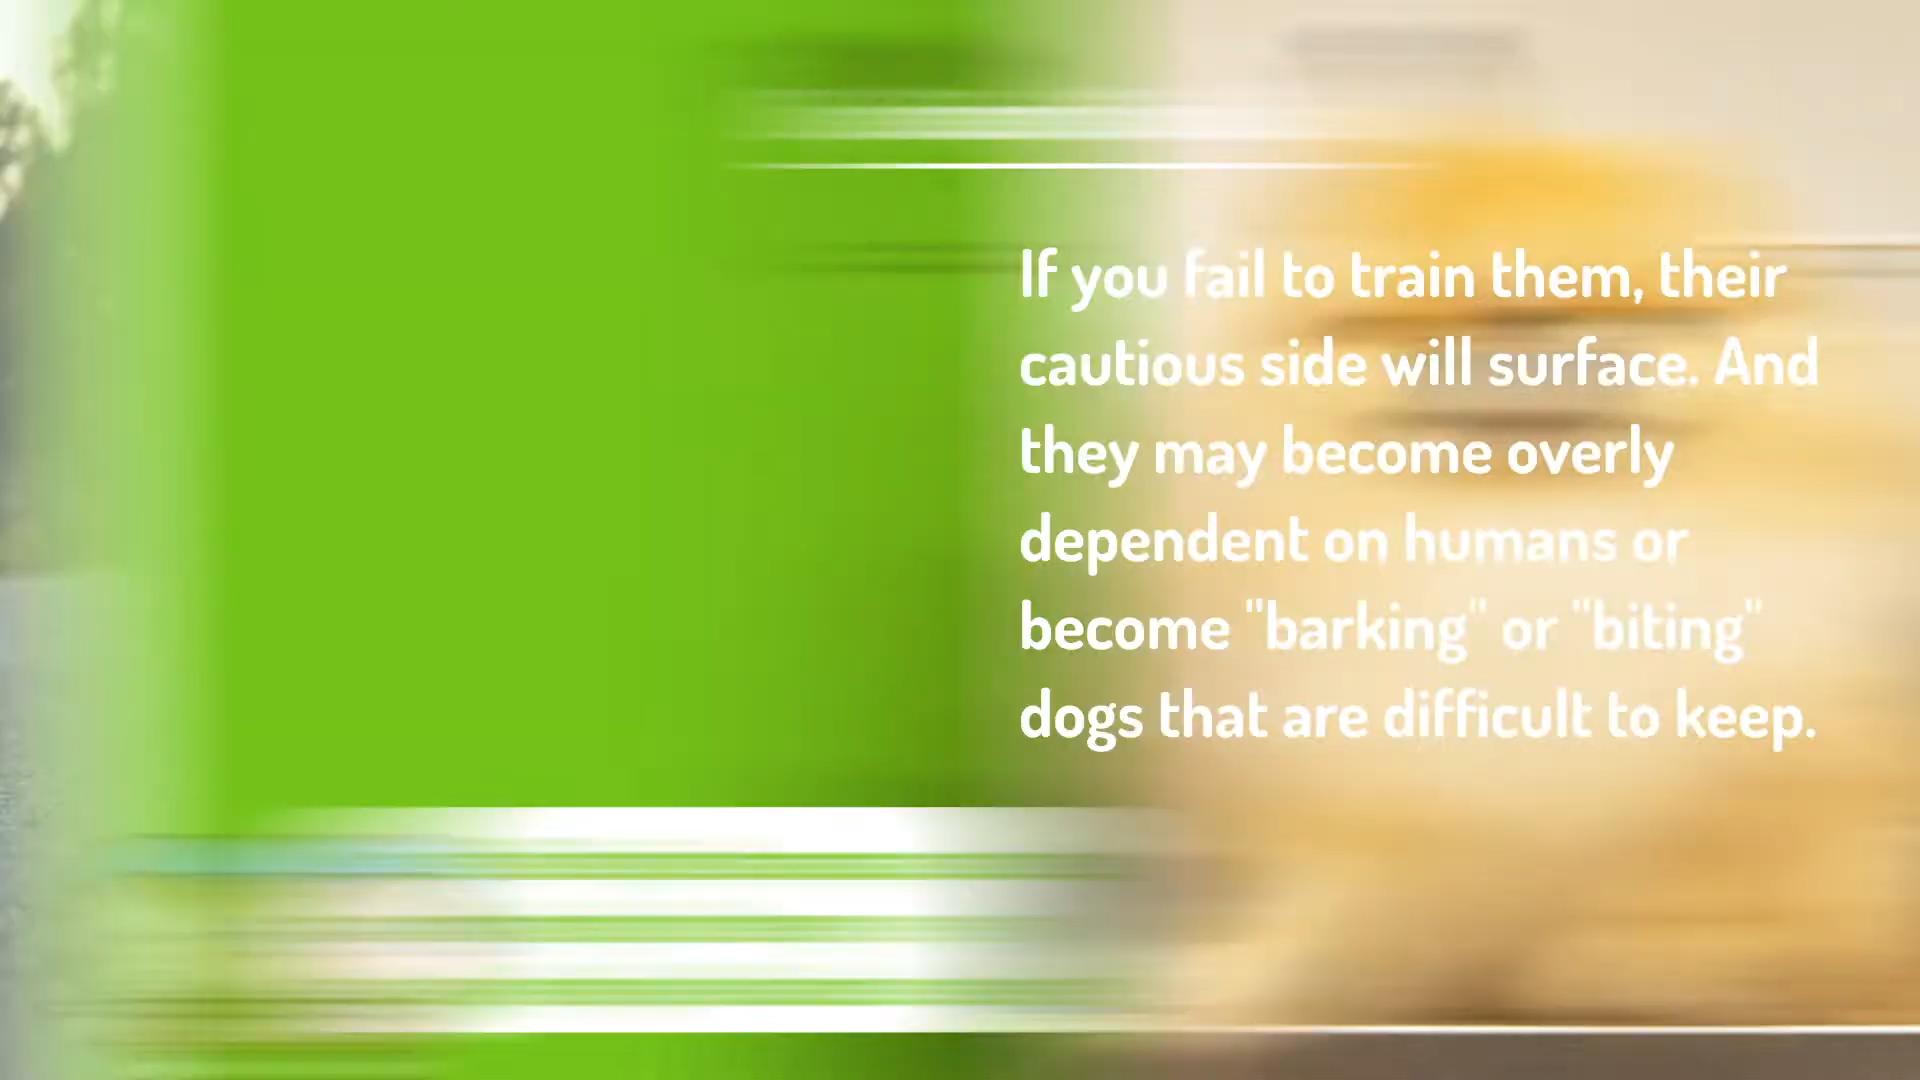 If you fail to train them, their
cautious side will surface. And
they may become overly
dependent on humans or
become "barking" or "biting"
dogs that are difficult to keep.